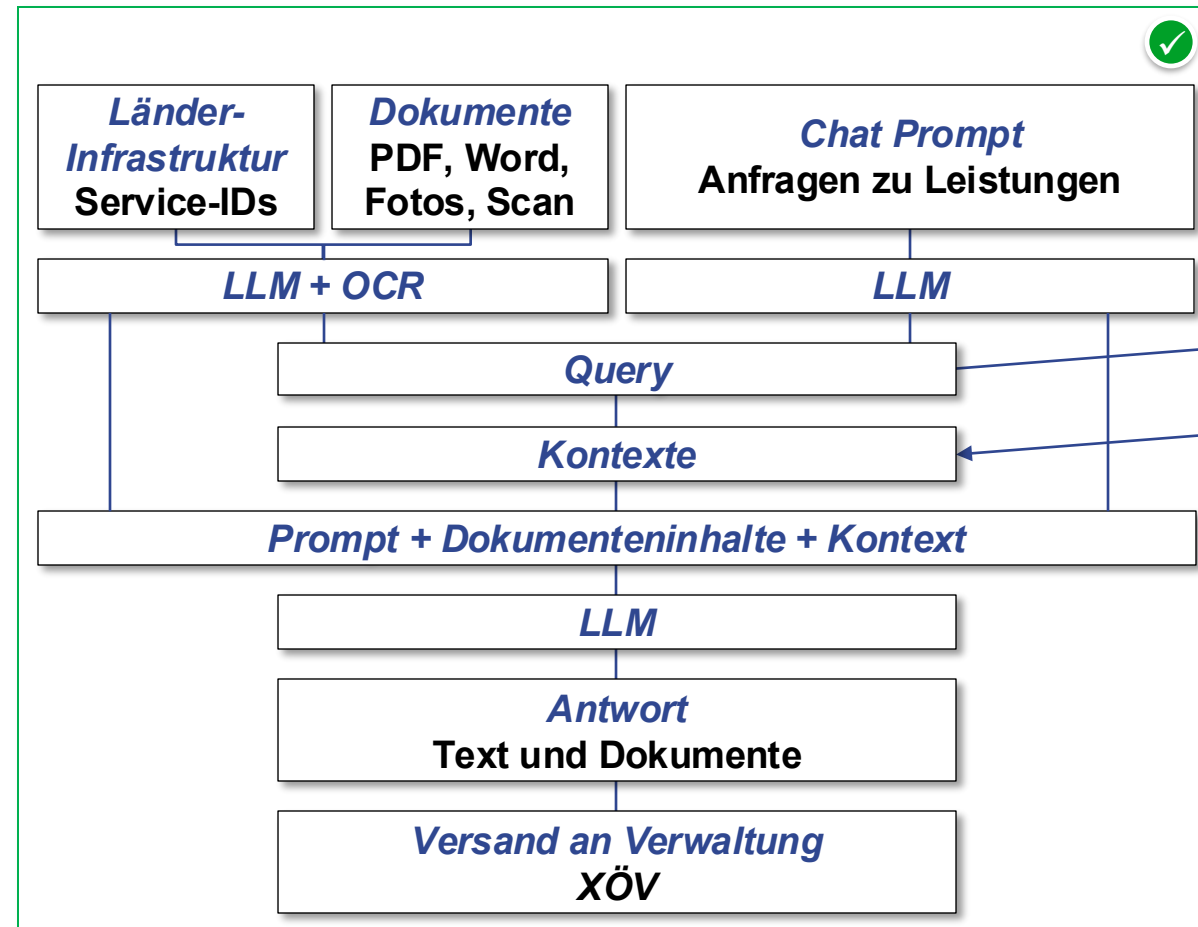 Länder-
Infrastruktur
Service-IDs
Dokumente
PDF, Word,
Fotos, Scan
Chat Prompt
Anfragen zu Leistungen
LLM + OCR
LLM
Query
Kontexte
Prompt + Dokumenteninhalte + Kontext
LLM
Antwort
Text und Dokumente
Versand an Verwaltung
XÖV